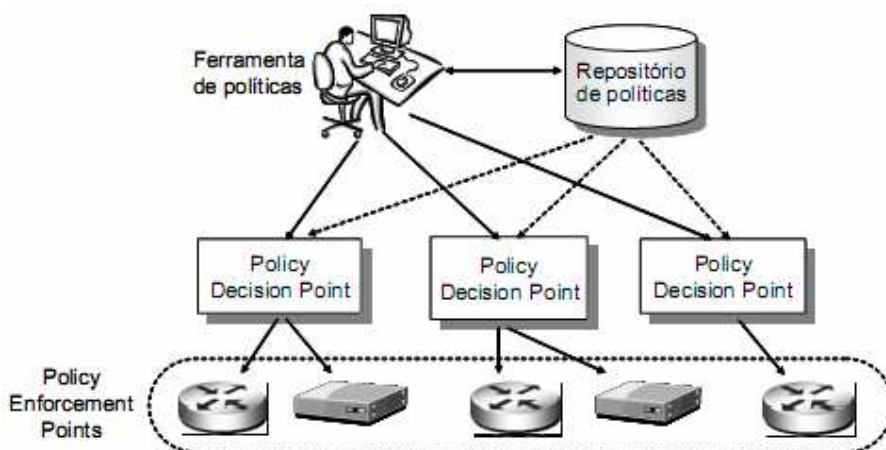 Ferramenta
de políticas
Repositório
de políticas
Policy
Decision Point
Policy
Decision Point
Policy
Decision Point
Policy
Enforcement
Points